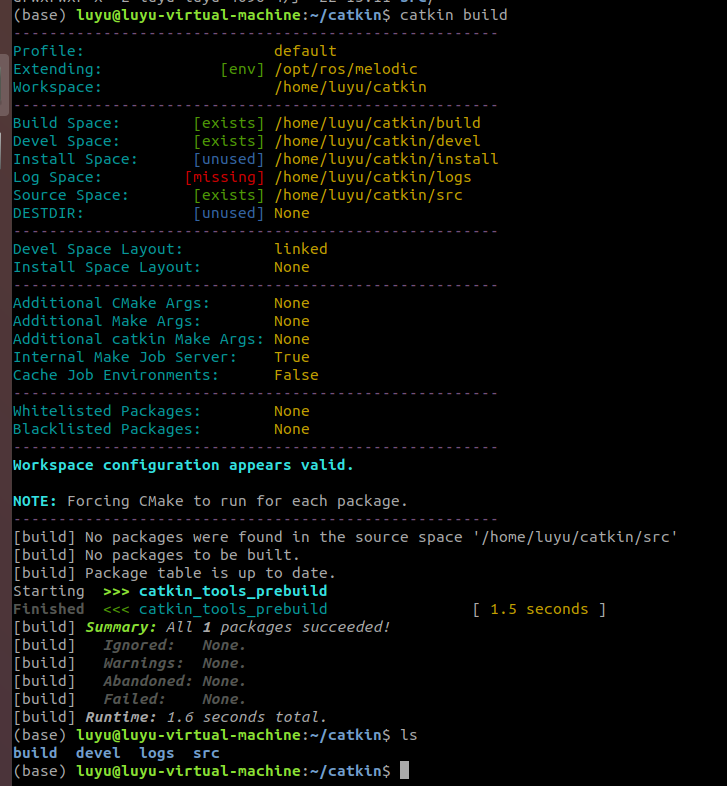 (base) luyu@luyu-virtual-machine:~/catkin$ catkin build
------------------------------------------------------
Profile:                     default
Extending:             [env] /opt/ros/melodic
Workspace:                   /home/luyu/catkin
------------------------------------------------------
Build Space:        [exists] /home/luyu/catkin/build
Devel Space:        [exists] /home/luyu/catkin/devel
Install Space:      [unused] /home/luyu/catkin/install
Log Space:         [missing] /home/luyu/catkin/logs
Source Space:       [exists] /home/luyu/catkin/src
DESTDIR:            [unused] None
------------------------------------------------------
Devel Space Layout:          linked
Install Space Layout:        None
------------------------------------------------------
Additional CMake Args:       None
Additional Make Args:        None
Additional catkin Make Args: None
Internal Make Job Server:    True
Cache Job Environments:      False
------------------------------------------------------
Whitelisted Packages:        None
Blacklisted Packages:        None
------------------------------------------------------
Workspace configuration appears valid.
NOTE: Forcing CMake to run for each package.
------------------------------------------------------
[build] No packages were found in the source space '/home/luyu/catkin/src'
[build] No packages to be built.
[build] Package table is up to date.
Starting  >>> catkin_tools_prebuild
Finished  <<< catkin_tools_prebuild                [ 1.5 seconds ]
[build] Summary: All 1 packages succeeded!
[build]   Ignored:   None.
[build]   Warnings:  None.
[build]   Abandoned: None.
[build]   Failed:    None.
[build] Runtime: 1.6 seconds total.
(base) luyu@luyu-virtual-machine:~/catkin$ ls
build  devel  logs  src
(base) luyu@luyu-virtual-machine:~/catkin$